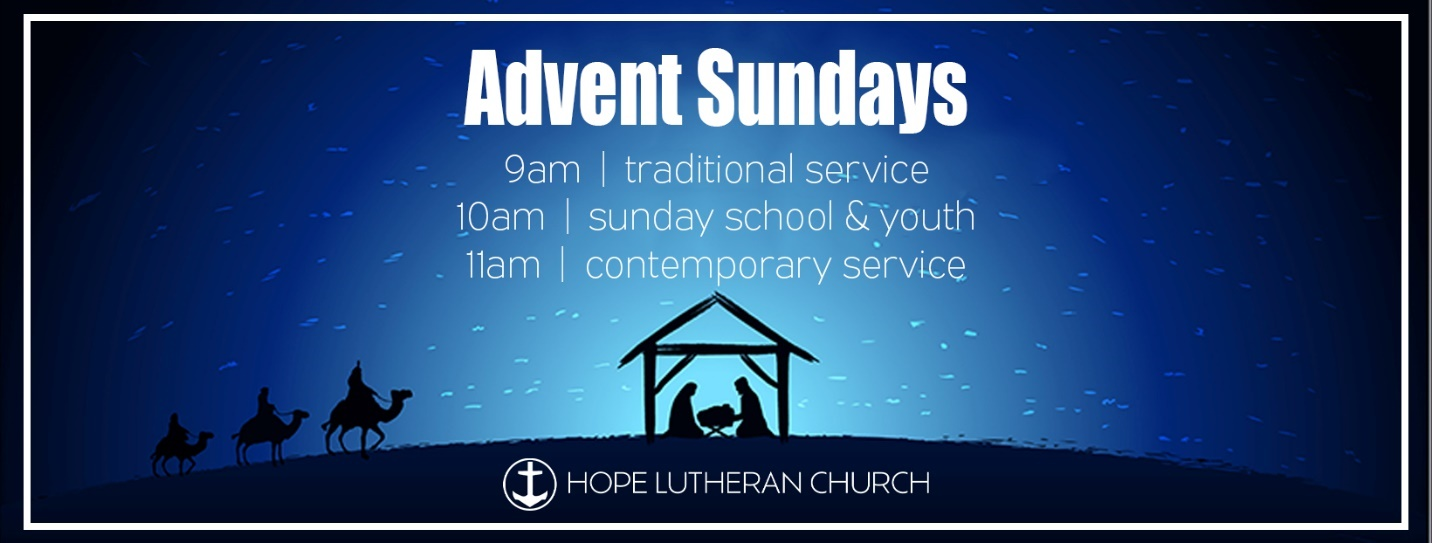 Advent Sundays
9am | traditional service
10am | sunday school & youth
11am | contemporary service
HOPE LUTHERAN CHURCH